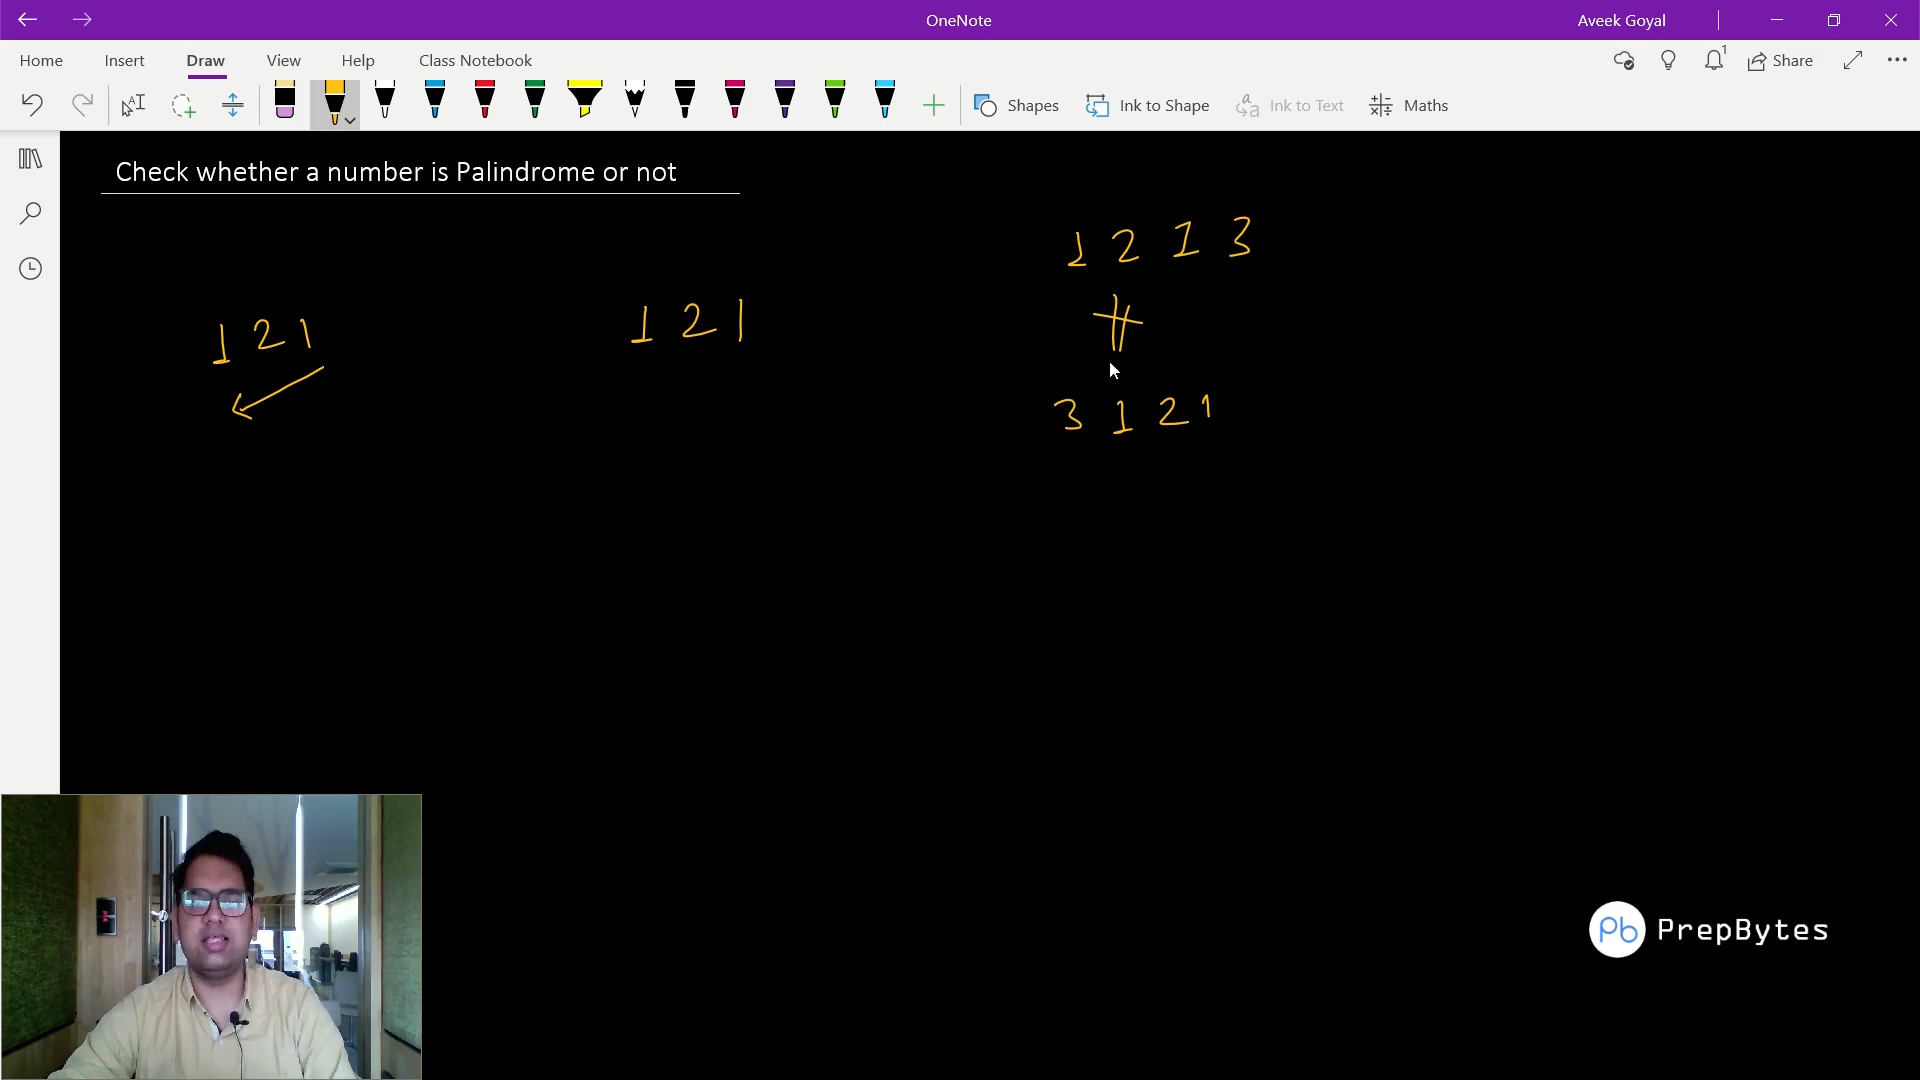 OneNote
Aveek Goyal
Home Insert Draw View Help Class Notebook
1
Share
Shapes Ink to Shape Ink to Text Maths
Check whether a number is Palindrome or not
1 2 1 3
1 2 1
1 2 1
≠
3 1 2 1
Pb PrepBytes